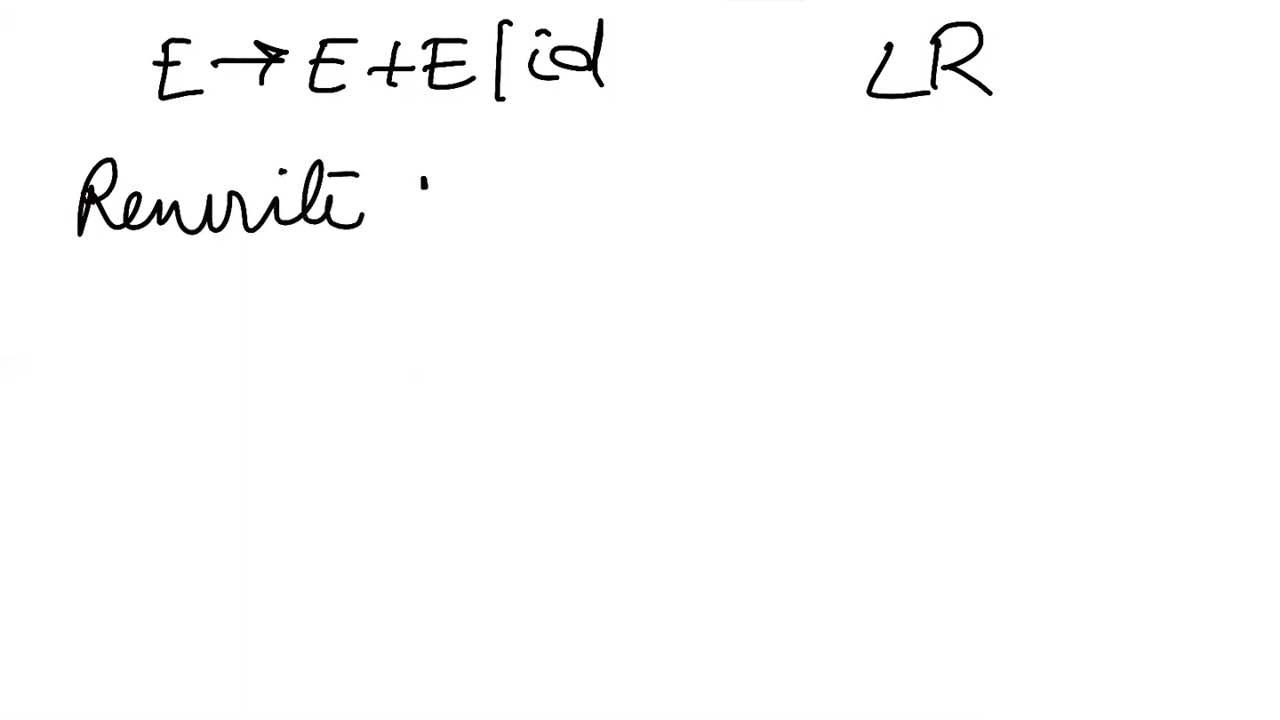 E → E + E | id LR
Rewrite